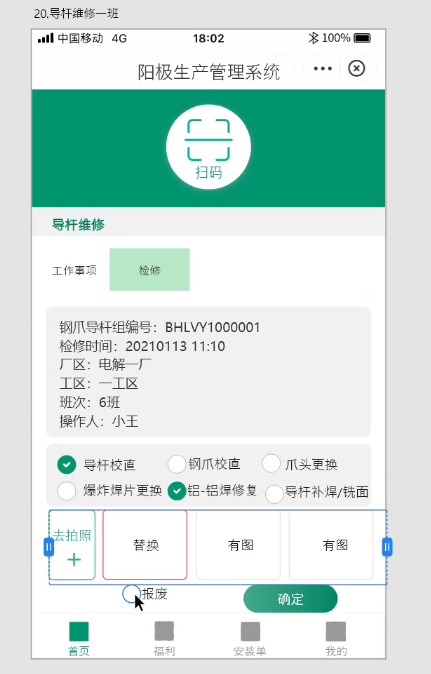 20.导杆维修一班
中国移动 4G 18:02 100%
阳极生产管理系统
扫码
导杆维修
工作事项 检修
钢爪导杆组编号：BHLVY1000001
检修时间：20210113 11:10
厂区：电解一厂
工区：一工区
班次：6班
操作人：小王
导杆校直 钢爪校直 爪头更换
爆炸焊片更换 铝-铝焊修复 导杆补焊/铣面
去拍照 替换 有图 有图
报废 确定
首页 福利 安装单 我的